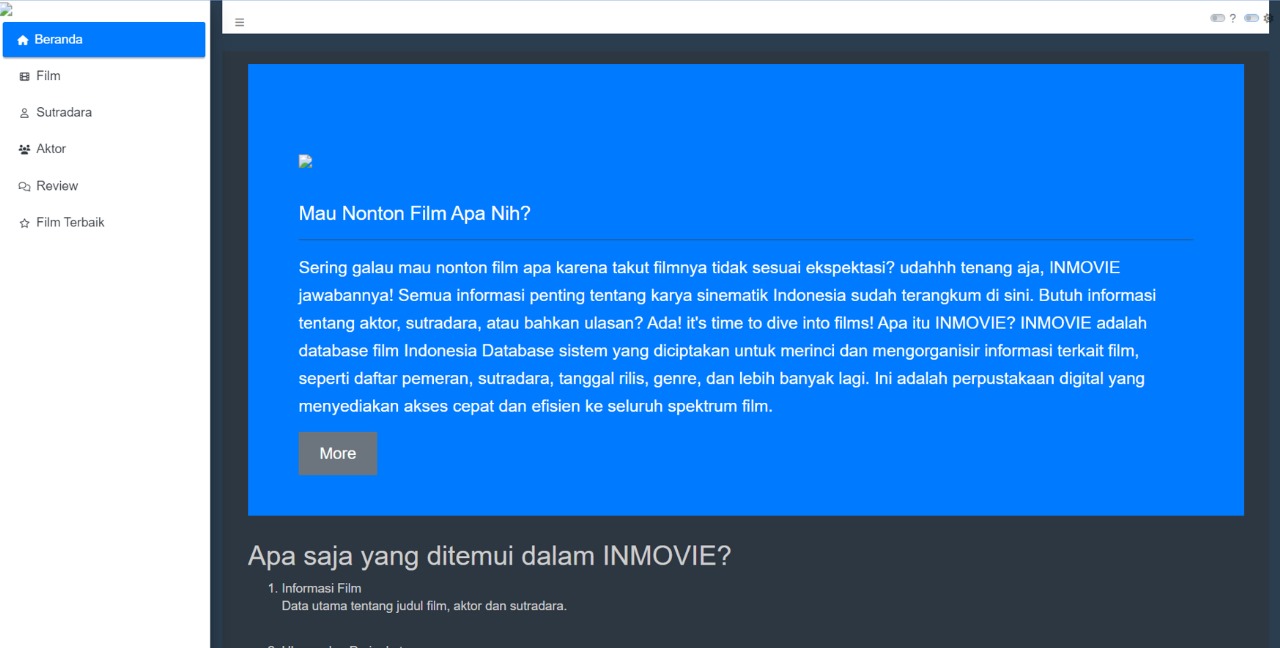 Beranda
Film
Sutradara
Aktor
Review
Film Terbaik
?
Mau Nonton Film Apa Nih?
Sering galau mau nonton film apa karena takut filmnya tidak sesuai ekspektasi? udahhh tenang aja, INMOVIE
jawabannya! Semua informasi penting tentang karya sinematik Indonesia sudah terangkum di sini. Butuh informasi
tentang aktor, sutradara, atau bahkan ulasan? Ada! it's time to dive into films! Apa itu INMOVIE? INMOVIE adalah
database film Indonesia Database sistem yang diciptakan untuk merinci dan mengorganisir informasi terkait film,
seperti daftar pemeran, sutradara, tanggal rilis, genre, dan lebih banyak lagi. Ini adalah perpustakaan digital yang
menyediakan akses cepat dan efisien ke seluruh spektrum film.
More
Apa saja yang ditemui dalam INMOVIE?
1. Informasi Film
Data utama tentang judul film, aktor dan sutradara.